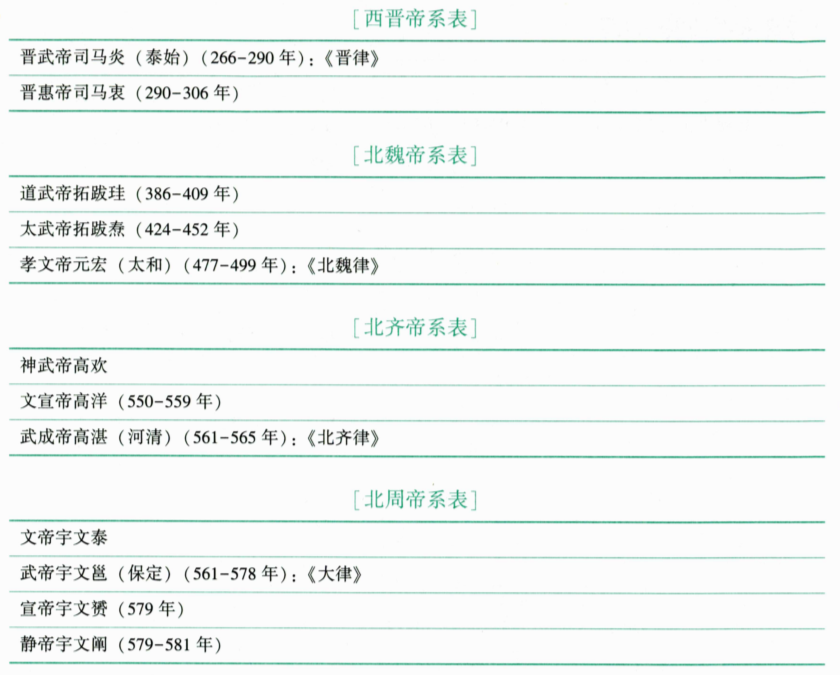 [西晋帝系表]
晋武帝司马炎（泰始）（266-290 年）：《晋律》
晋惠帝司马衷（290-306 年）
[北魏帝系表]
道武帝拓跋珪（386-409 年）
太武帝拓跋焘（424-452 年）
孝文帝元宏（太和）（477-499 年）：《北魏律》
[北齐帝系表]
神武帝高欢
文宣帝高洋（550-559 年）
武成帝高湛（河清）（561-565 年）：《北齐律》
[北周帝系表]
文帝宇文泰
武帝宇文邕（保定）（561-578 年）：《大律》
宣帝宇文赟（579 年）
静帝宇文阐（579-581 年）